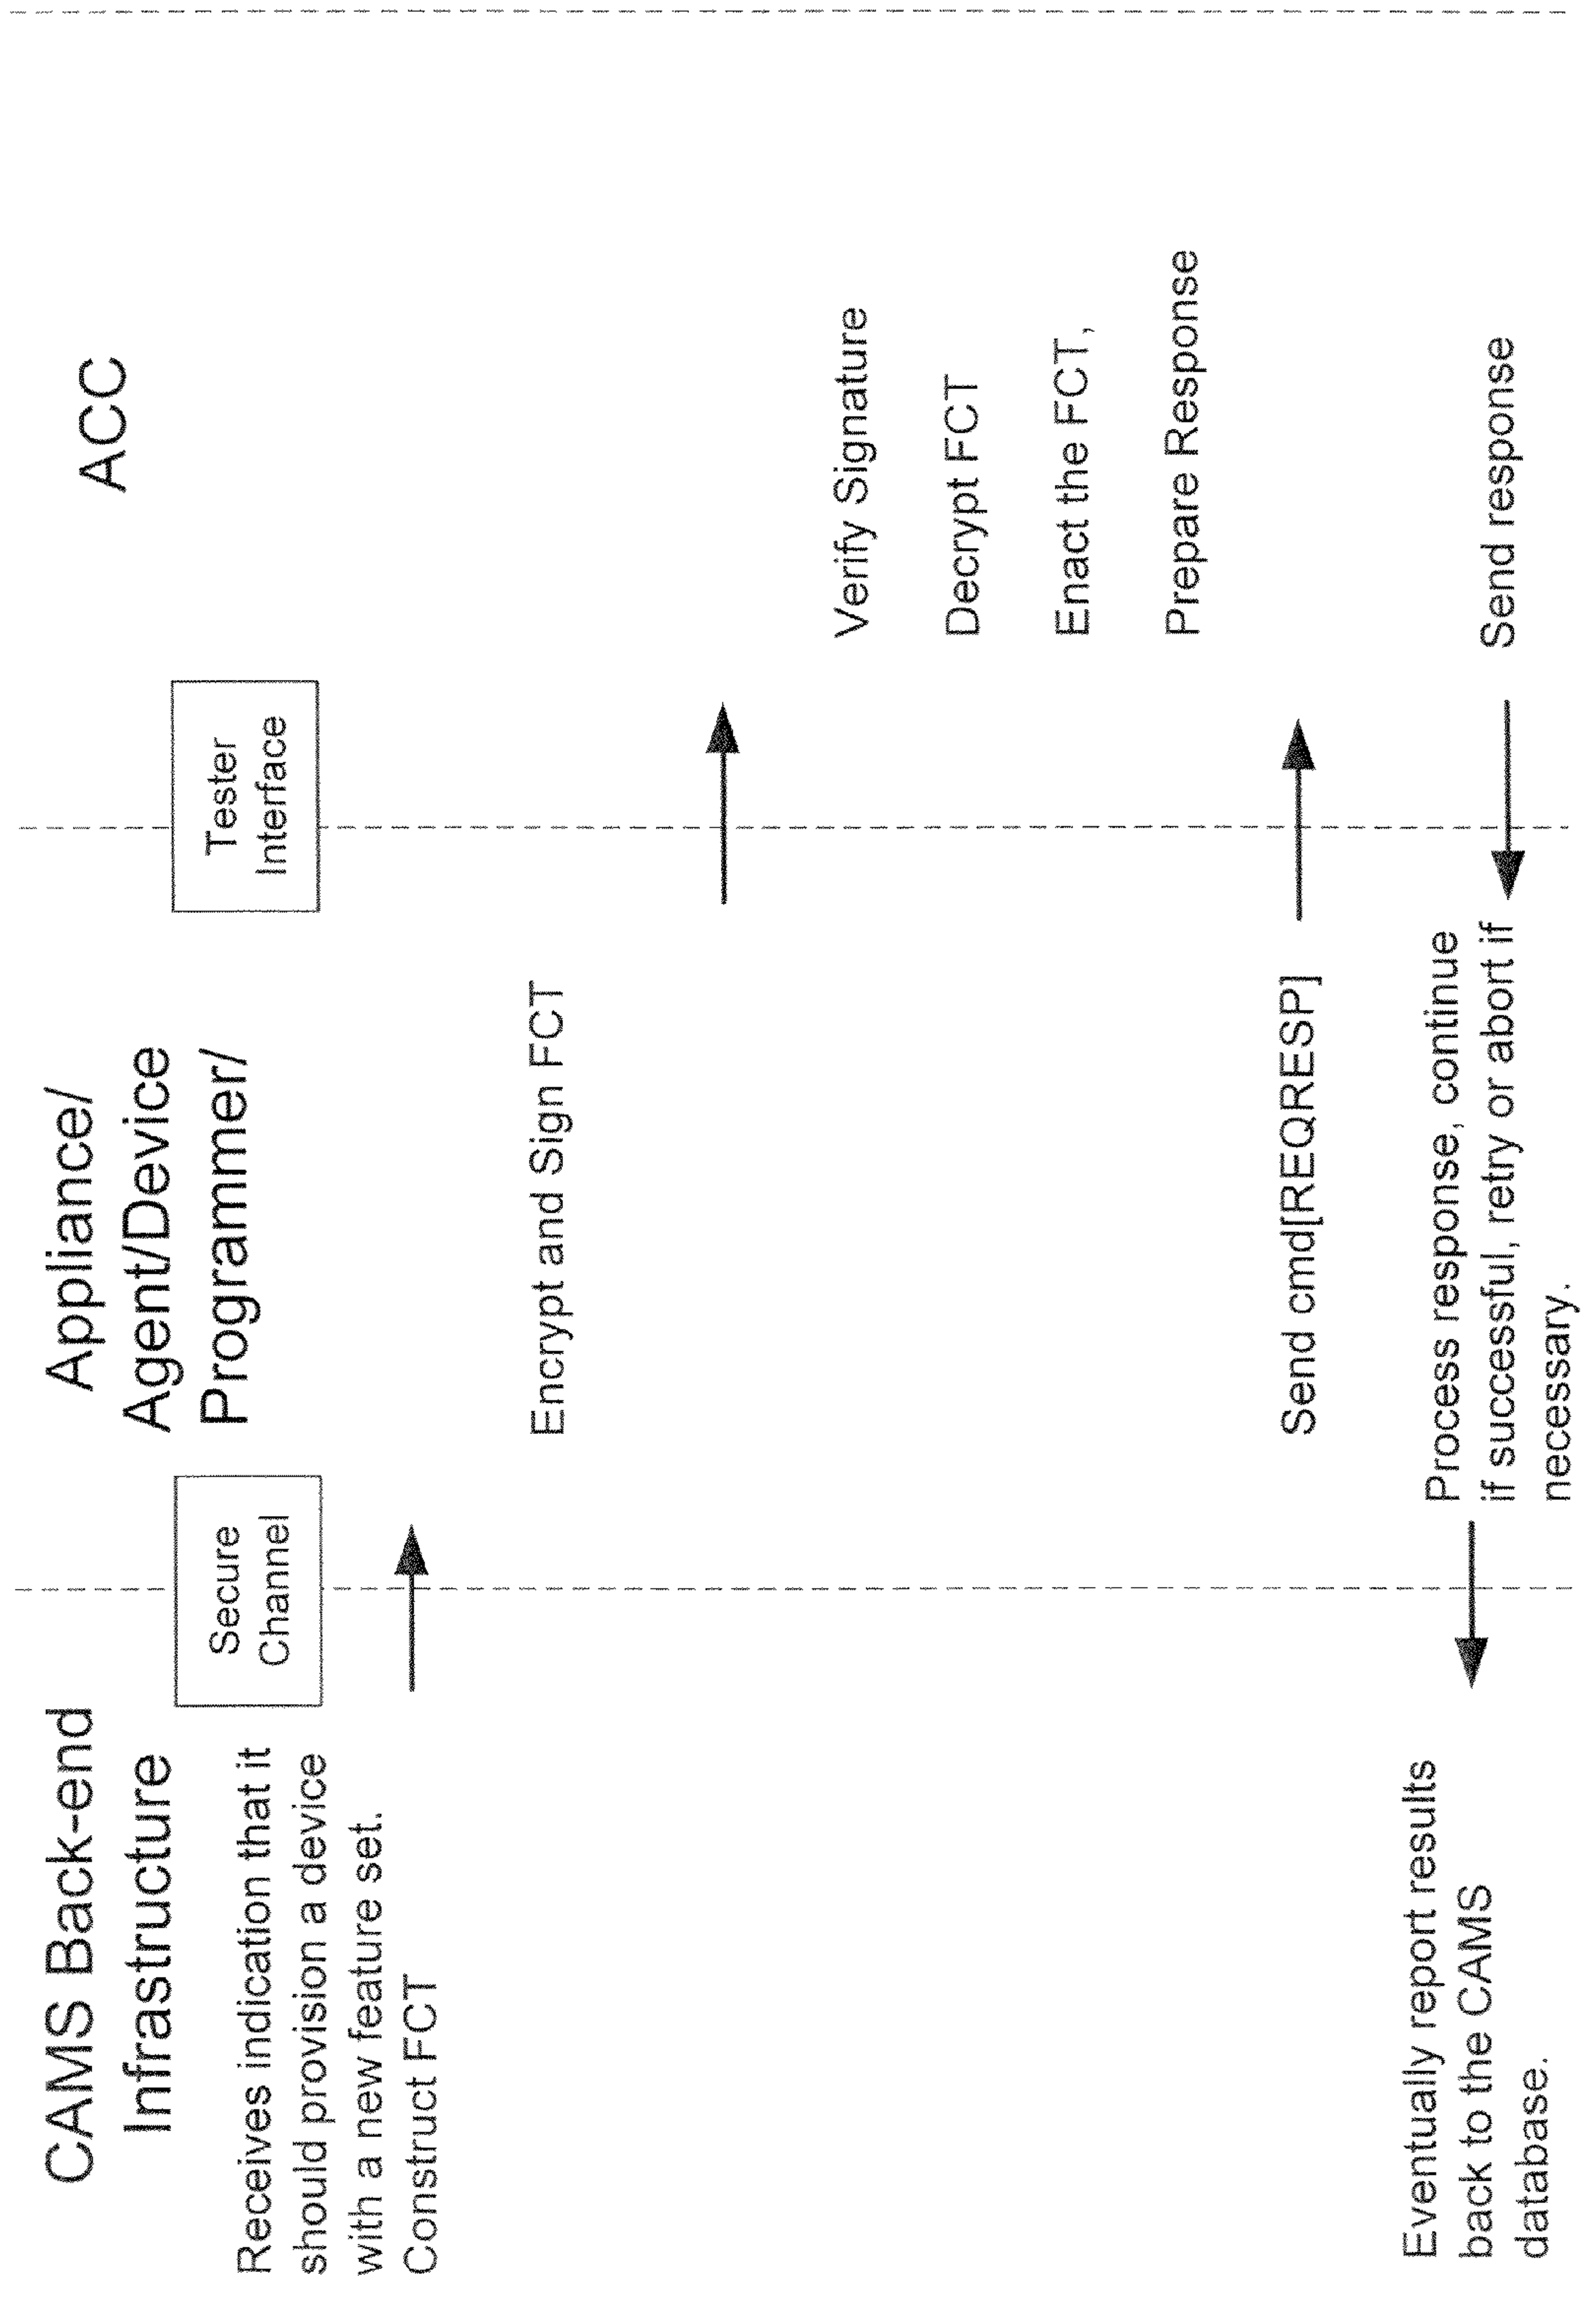 CAMS Back-end
Infrastructure
Receives indication that it
should provision a device
with a new feature set.
Construct FCT
Secure
Channel
Appliance/
Agent/Device
Programmer/
Encrypt and Sign FCT
Tester
Interface
ACC
Verify Signature
Decrypt FCT
Enact the FCT,
Prepare Response
Send cmd[REQRESP]
Send response
Process response, continue
if successful, retry or abort if
necessary.
Eventually report results
back to the CAMS
database.